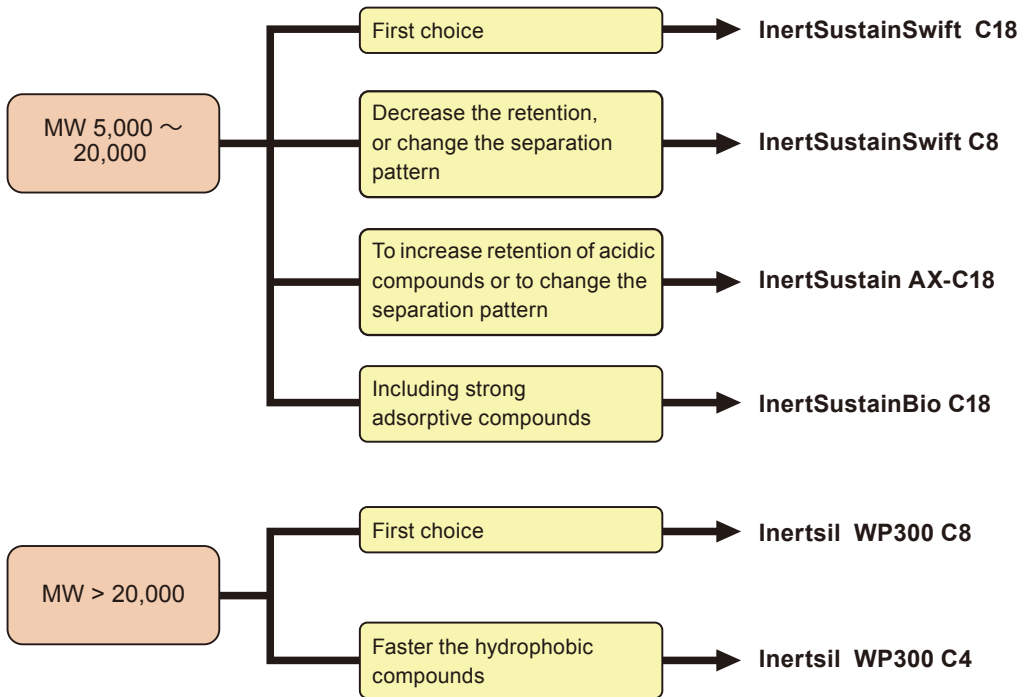 MW 5,000 ～
20,000
First choice
InertSustainSwift C18
Decrease the retention,
or change the separation
pattern
InertSustainSwift C8
To increase retention of acidic
compounds or to change the
separation pattern
InertSustain AX-C18
Including strong
adsorptive compounds
InertSustainBio C18
MW > 20,000
First choice
Inertsil WP300 C8
Faster the hydrophobic
compounds
Inertsil WP300 C4